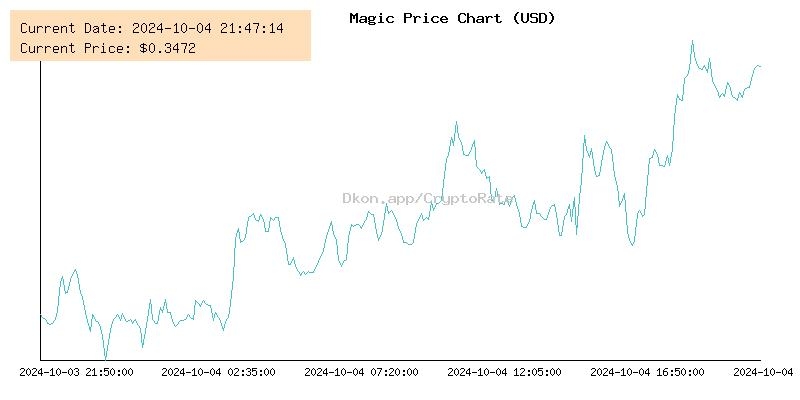 Magic Price Chart (USD)
Current Date: 2024-10-04 21:47:14
Current Price: $0.3472
Dkon.app/CryptoRate
2024-10-03 21:50:00 2024-10-04 02:35:00 2024-10-04 07:20:00 2024-10-04 12:05:00 2024-10-04 16:50:00 2024-10-04